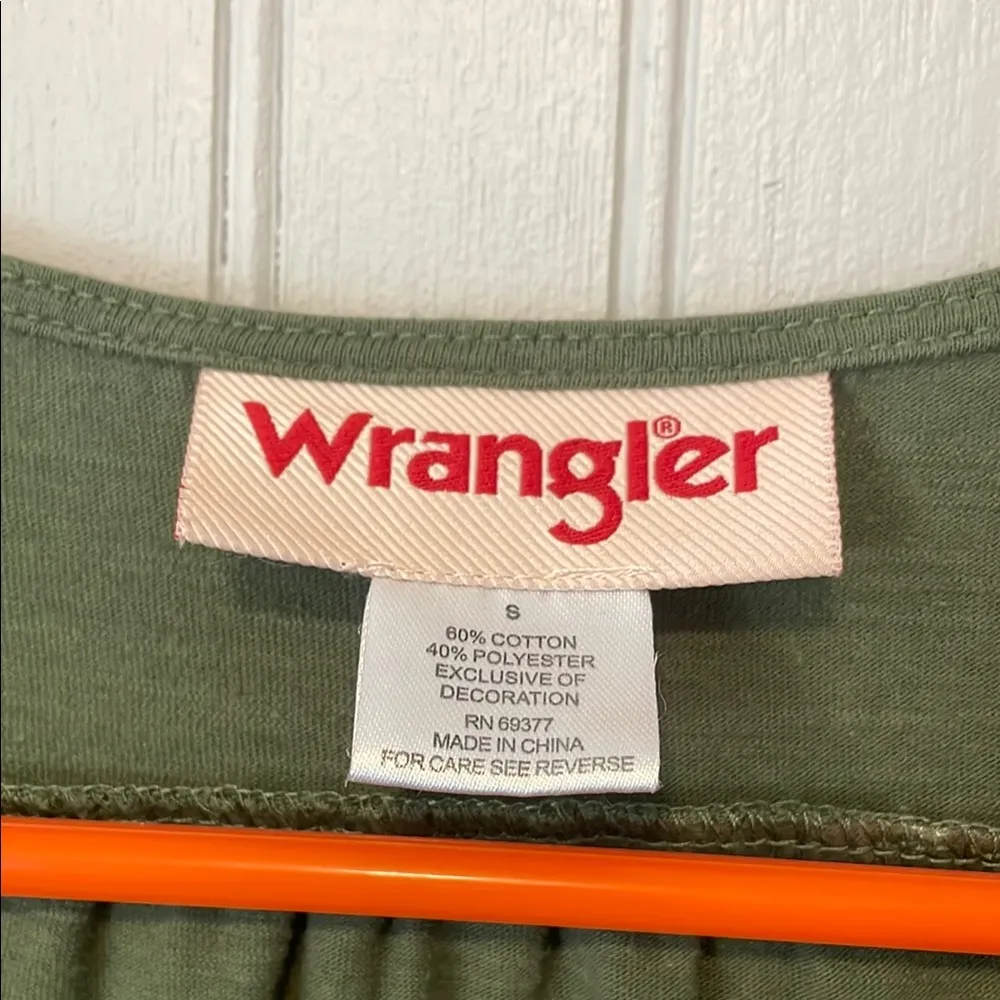 Wrangler®
S
60% COTTON
40% POLYESTER
EXCLUSIVE OF
DECORATION
RN 69377
MADE IN CHINA
FOR CARE SEE REVERSE